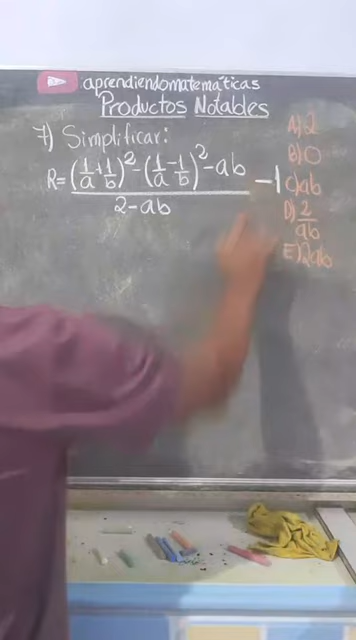 aprendiendomatemáticas
Productos Notables
7) Simplificar:
R= ((1/a + 1/b)² - (1/a - 1/b)² - ab) / (2 - ab) - 1
A) 2
B) 0
C) ab
D) 2/ab
E) 2ab